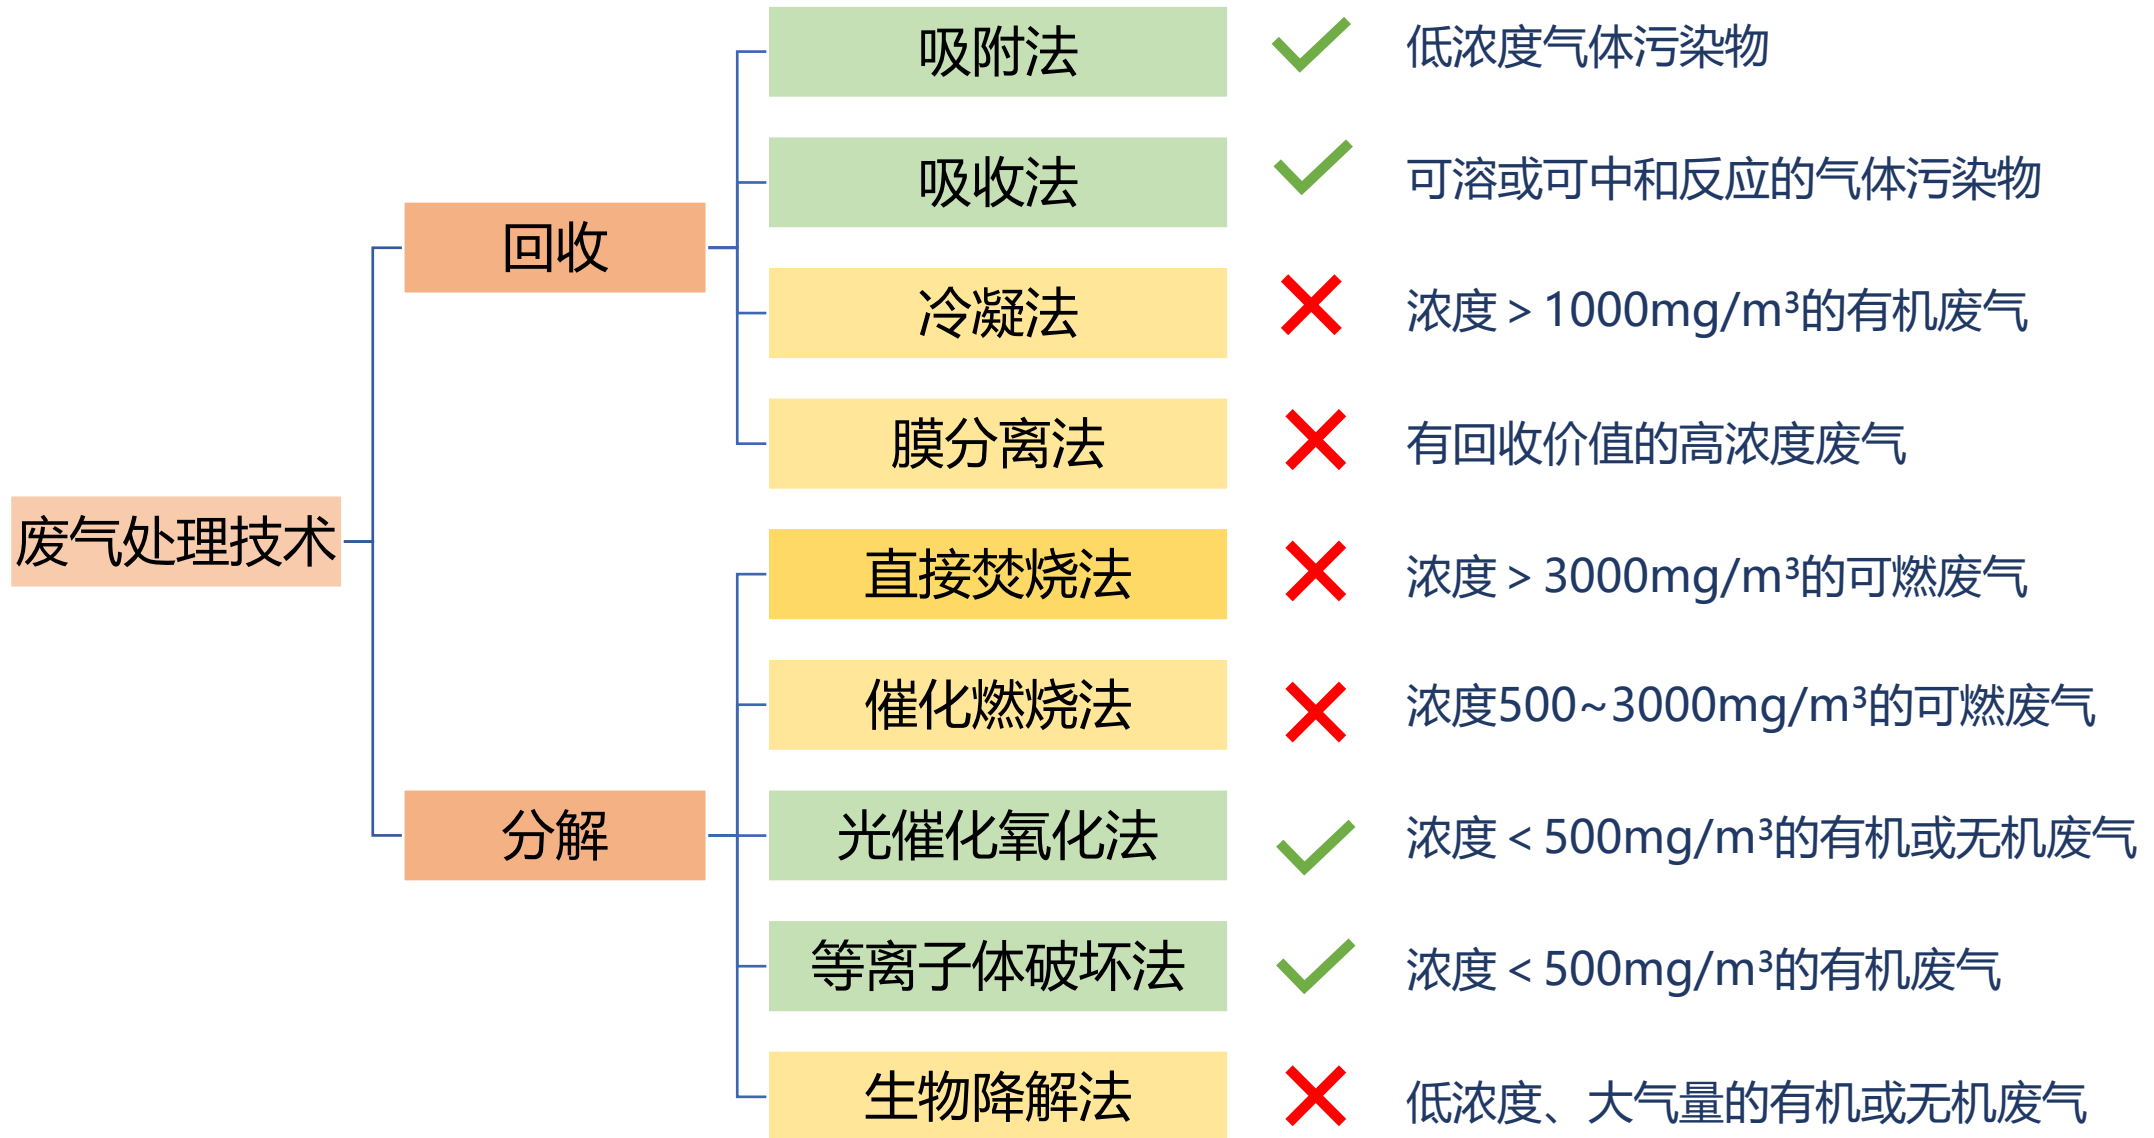 废气处理技术
回收
吸附法
低浓度气体污染物
吸收法
可溶或可中和反应的气体污染物
冷凝法
浓度＞1000mg/m³的有机废气
膜分离法
有回收价值的高浓度废气
分解
直接焚烧法
浓度＞3000mg/m³的可燃废气
催化燃烧法
浓度500~3000mg/m³的可燃废气
光催化氧化法
浓度＜500mg/m³的有机或无机废气
等离子体破坏法
浓度＜500mg/m³的有机废气
生物降解法
低浓度、大气量的有机或无机废气